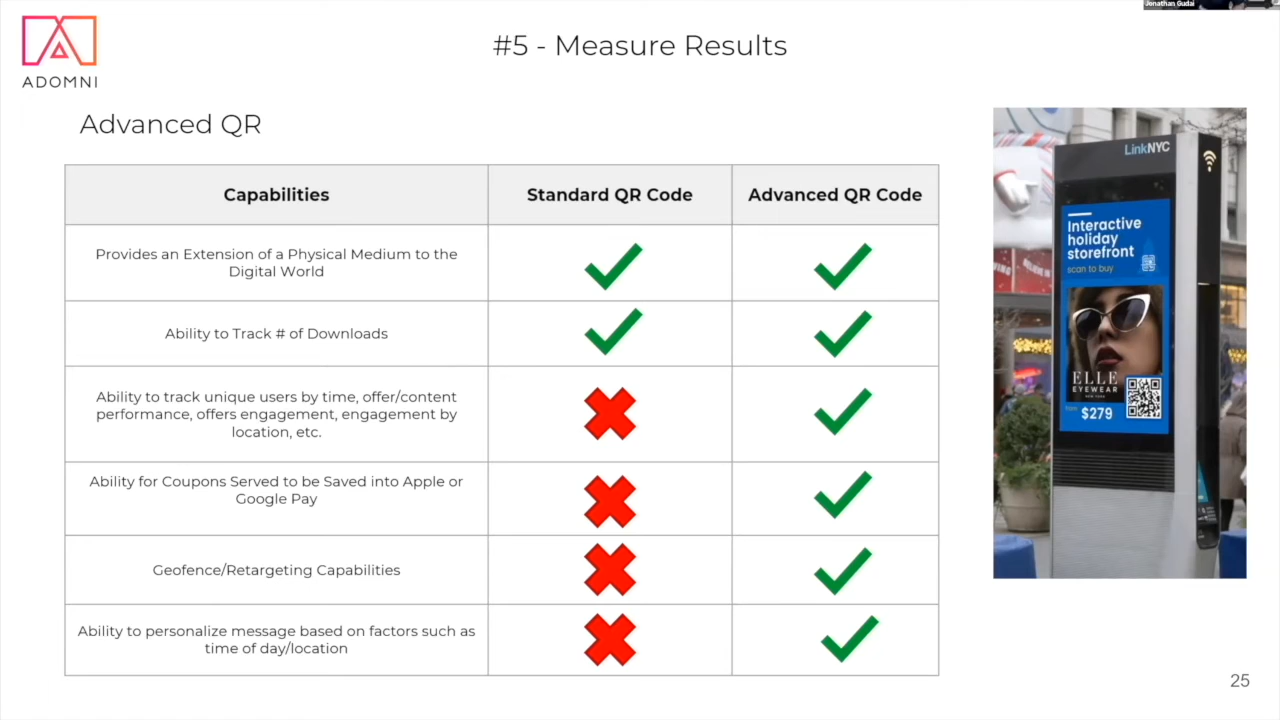 Jonathan Gudai
ADOMNI
#5 - Measure Results
Advanced QR
Capabilities
Standard QR Code
Advanced QR Code
Provides an Extension of a Physical Medium to the
Digital World
Ability to Track # of Downloads
Ability to track unique users by time, offer/content
performance, offers engagement, engagement by
location, etc.
Ability for Coupons Served to be Saved into Apple or
Google Pay
Geofence/Retargeting Capabilities
Ability to personalize message based on factors such as
time of day/location
LinkNYC
Interactive
holiday
storefront
scan to buy
ELLE
EYEWEAR
NEW YORK
from
$279
25